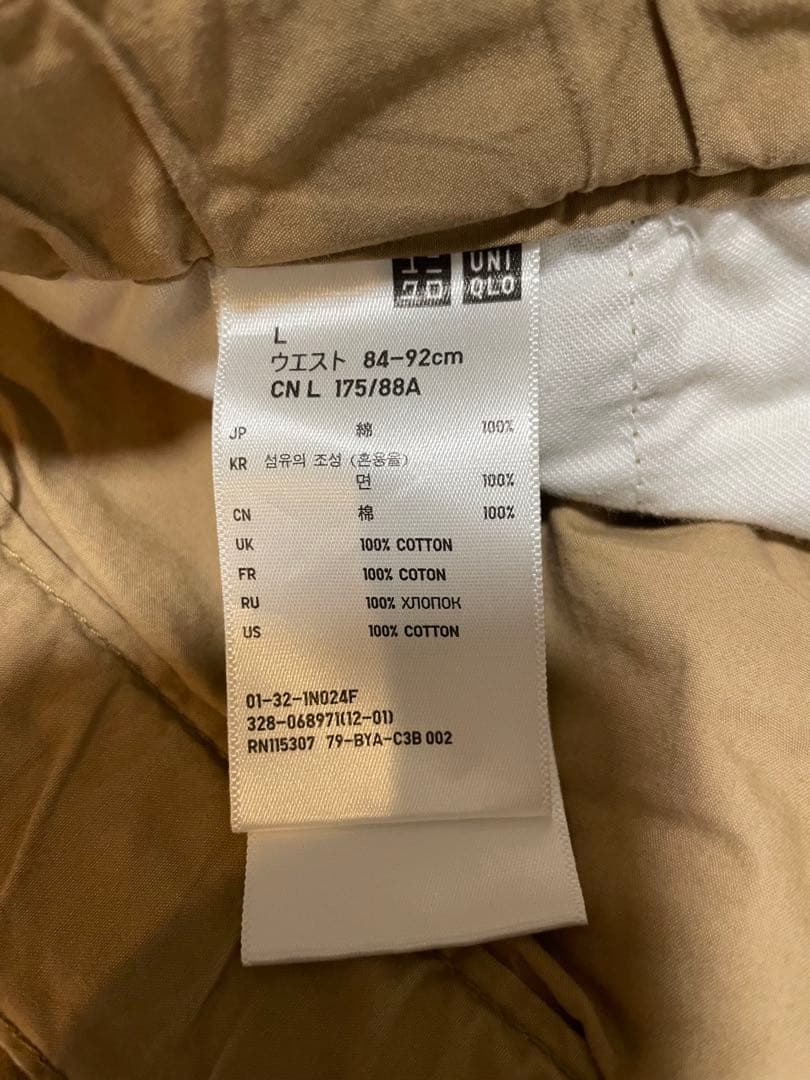 ユニ クロ
UNI QLO
L
ウエスト 84-92cm
CN L 175/88A
JP 綿 100%
KR 섬유의 조성 (혼용율)
면 100%
CN 棉 100%
UK 100% COTTON
FR 100% COTON
RU 100% ХЛОПОК
US 100% COTTON
01-32-1N024F
328-068971(12-01)
RN115307 79-BYA-C3B 002